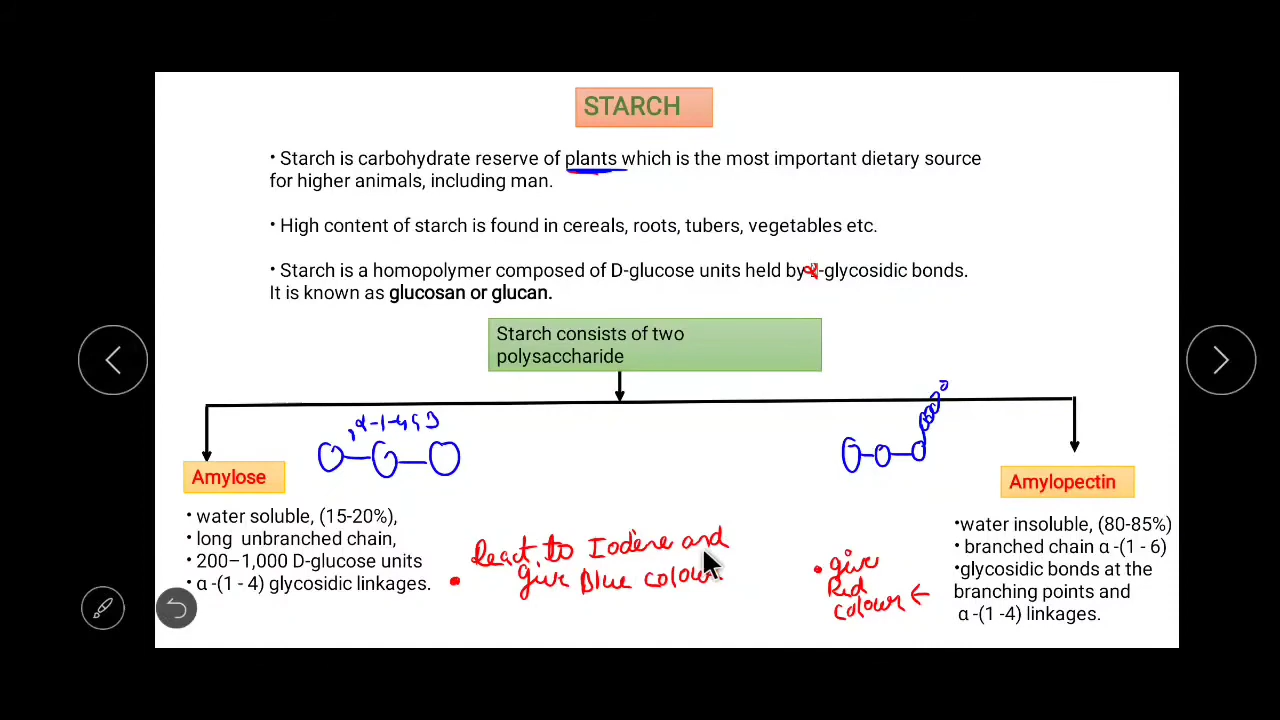 STARCH
• Starch is carbohydrate reserve of plants which is the most important dietary source
for higher animals, including man.
• High content of starch is found in cereals, roots, tubers, vegetables etc.
• Starch is a homopolymer composed of D-glucose units held by α-glycosidic bonds.
It is known as glucosan or glucan.
Starch consists of two
polysaccharide
Amylose
• water soluble, (15-20%),
• long unbranched chain,
• 200–1,000 D-glucose units
• α -(1 - 4) glycosidic linkages.
React to Iodine and
• give Blue colour.
• give
Red
colour ←
Amylopectin
•water insoluble, (80-85%)
• branched chain α -(1 - 6)
•glycosidic bonds at the
branching points and
α -(1 -4) linkages.